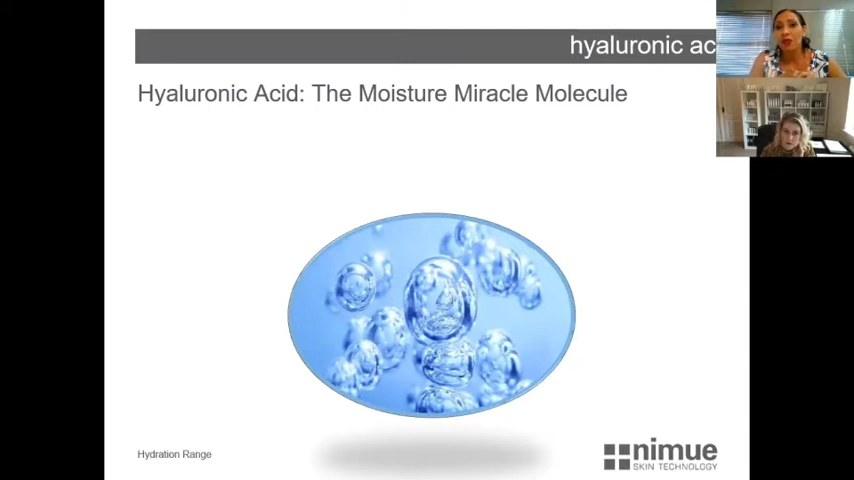 hyaluronic ac
Hyaluronic Acid: The Moisture Miracle Molecule
Hydration Range
nimue
SKIN TECHNOLOGY